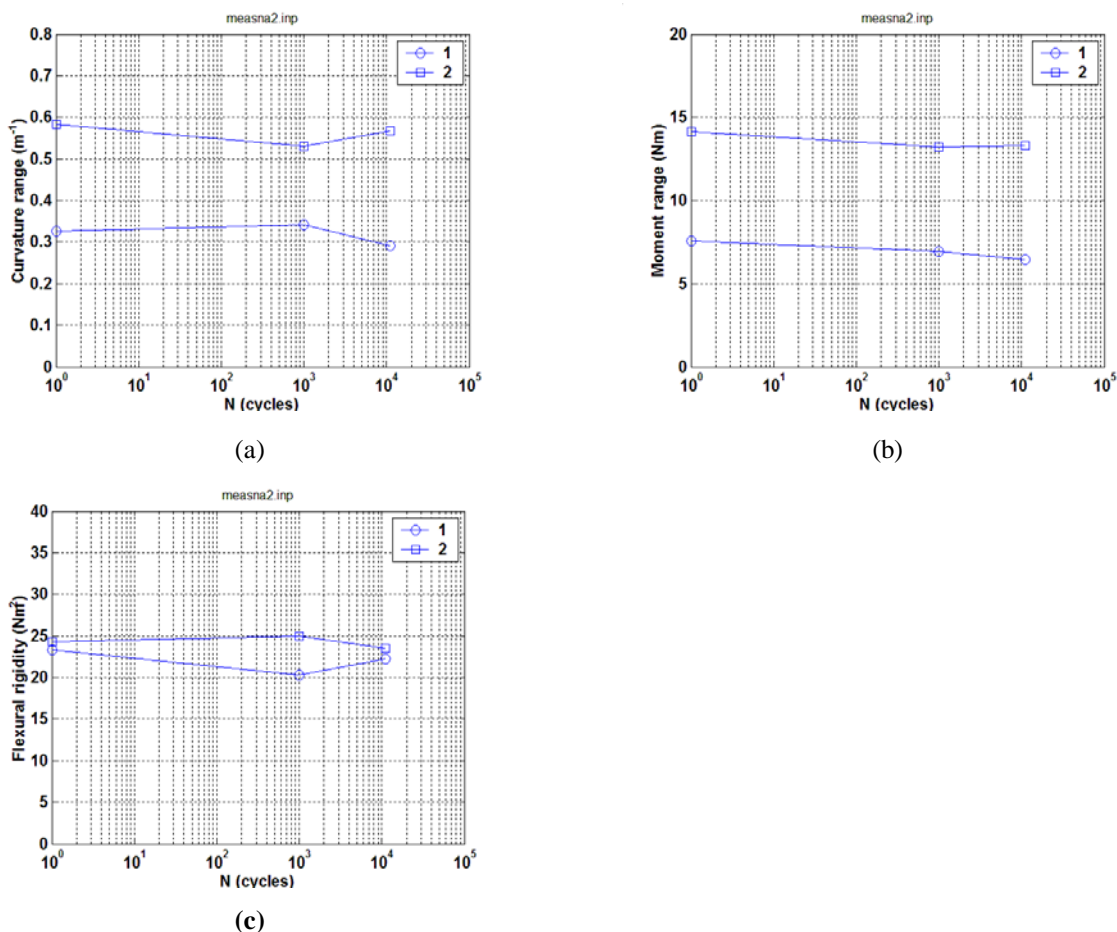 measna2.inp
0.8
0.7
0.6
0.5
0.4
0.3
0.2
0.1
0
Curvature range (m⁻¹)
1
2
10⁰ 10¹ 10² 10³ 10⁴ 10⁵
N (cycles)
(a)
measna2.inp
20
15
10
5
0
Moment range (Nm)
1
2
10⁰ 10¹ 10² 10³ 10⁴ 10⁵
N (cycles)
(b)
measna2.inp
40
35
30
25
20
15
10
5
0
Flexural rigidity (Nm²)
1
2
10⁰ 10¹ 10² 10³ 10⁴ 10⁵
N (cycles)
(c)